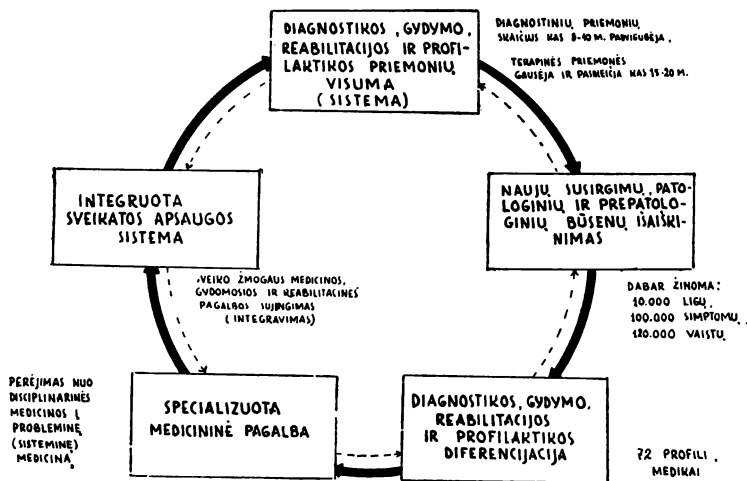 DIAGNOSTIKOS, GYDYMO,
REABILITACIJOS IR PROFI-
LAKTIKOS PRIEMONIŲ
VISUMA
(SISTEMA)
DIAGNOSTINIŲ PRIEMONIŲ
SKAIČIUS KAS 8-10 M. PADVIGUBĖJA.
TERAPINĖS PRIEMONĖS
GAUSĖJA IR PASIKEIČIA KAS 15-20 M.
NAUJŲ SUSIRGIMŲ, PATO-
LOGINIŲ IR PREPATOLO-
GINIŲ BŪSENŲ IŠAIŠKI-
NIMAS
DABAR ŽINOMA:
10.000 LIGŲ,
100.000 SIMPTOMŲ,
120.000 VAISTŲ.
DIAGNOSTIKOS, GYDYMO,
REABILITACIJOS
IR PROFILAKTIKOS
DIFERENCIJACIJA
72 PROFILI.
MEDIKAI
SPECIALIZUOTA
MEDICININĖ PAGALBA
PERĖJIMAS NUO
DISCIPLINARINĖS
MEDICINOS Į
PROBLEMINĘ
(SISTEMINĘ)
MEDICINĄ.
INTEGRUOTA
SVEIKATOS APSAUGOS
SISTEMA
SVEIKO ŽMOGAUS MEDICINOS,
GYDOMOSIOS IR REABILITACINĖS
PAGALBOS SUJUNGIMAS
(INTEGRAVIMAS)